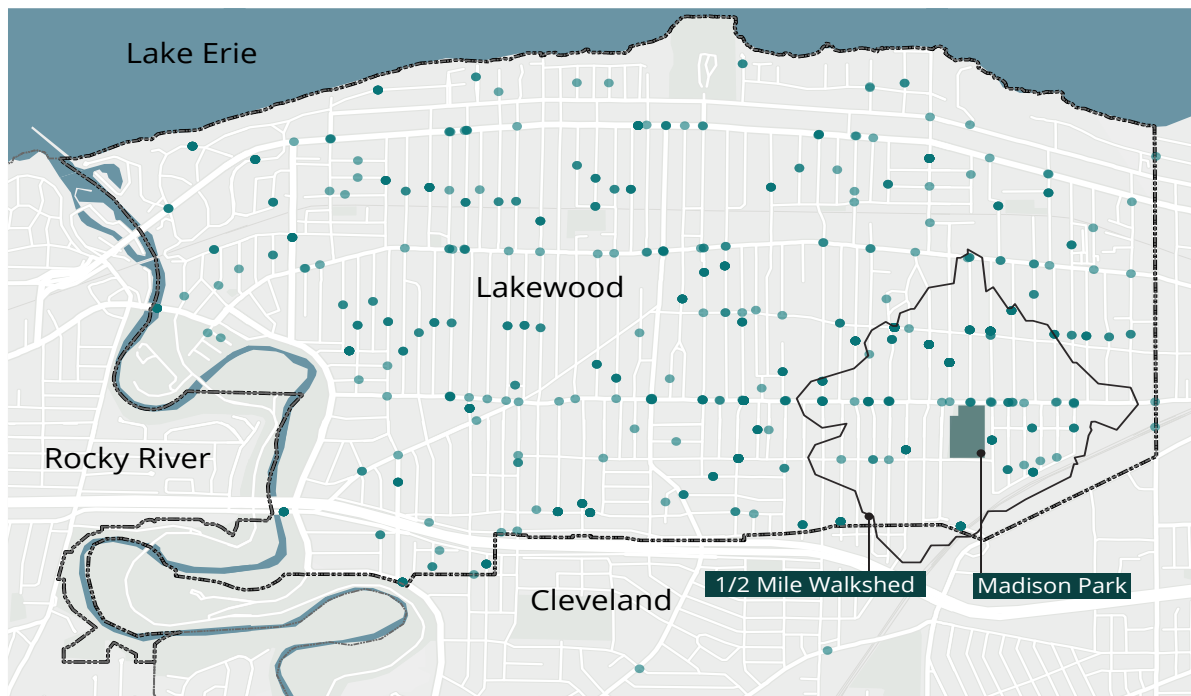 Lake Erie
Lakewood
Rocky River
1/2 Mile Walkshed
Madison Park
Cleveland